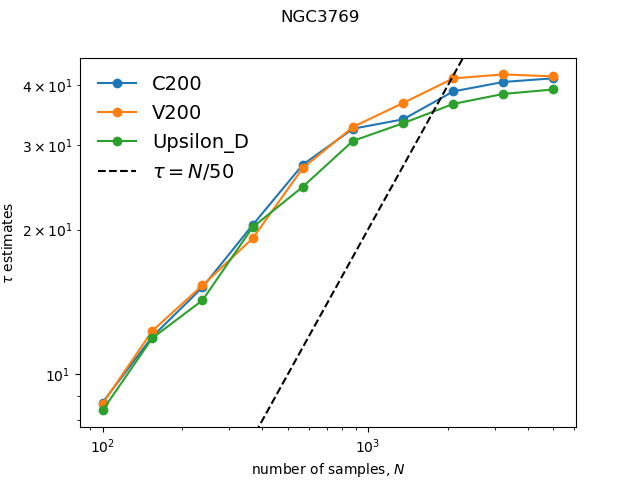 NGC3769
C200
V200
Upsilon_D
τ = N/50
4 × 10¹
3 × 10¹
2 × 10¹
10¹
τ estimates
10²
10³
number of samples, N